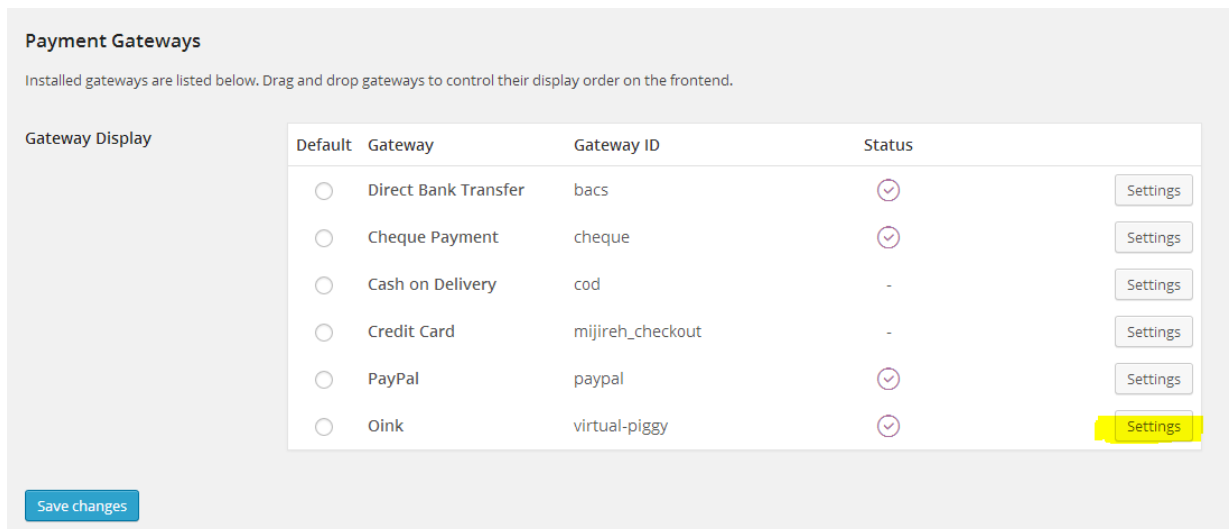 Payment Gateways
Installed gateways are listed below. Drag and drop gateways to control their display order on the frontend.
Gateway Display
Default Gateway Gateway ID Status
Direct Bank Transfer bacs Settings
Cheque Payment cheque Settings
Cash on Delivery cod - Settings
Credit Card mijireh_checkout - Settings
PayPal paypal Settings
Oink virtual-piggy Settings
Save changes